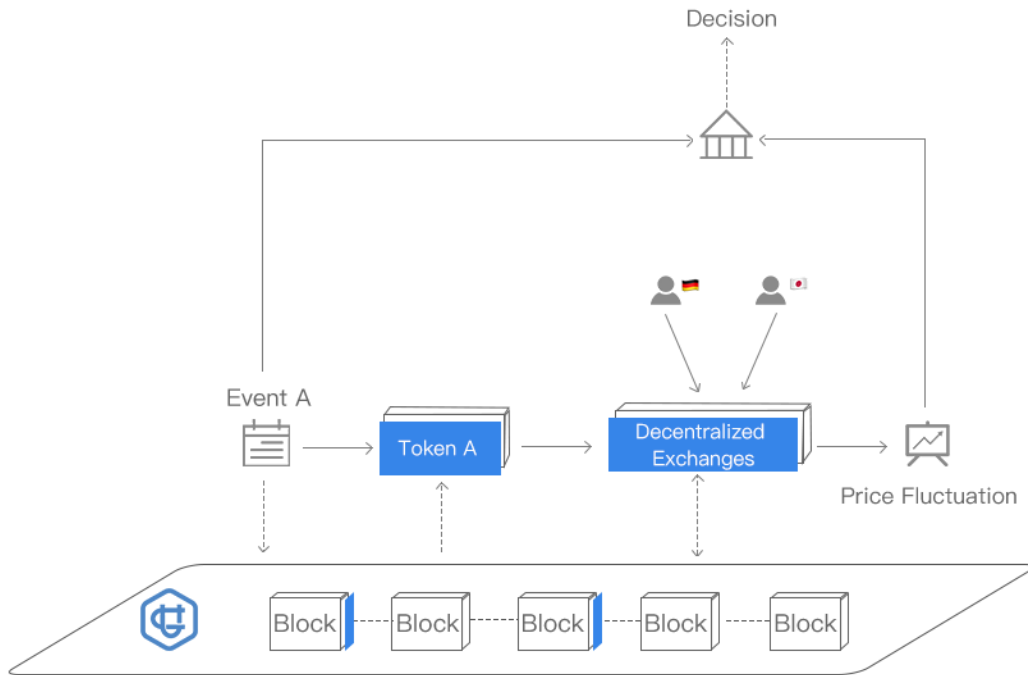 Decision
Event A
Token A
Decentralized
Exchanges
Price Fluctuation
Block
Block
Block
Block
Block